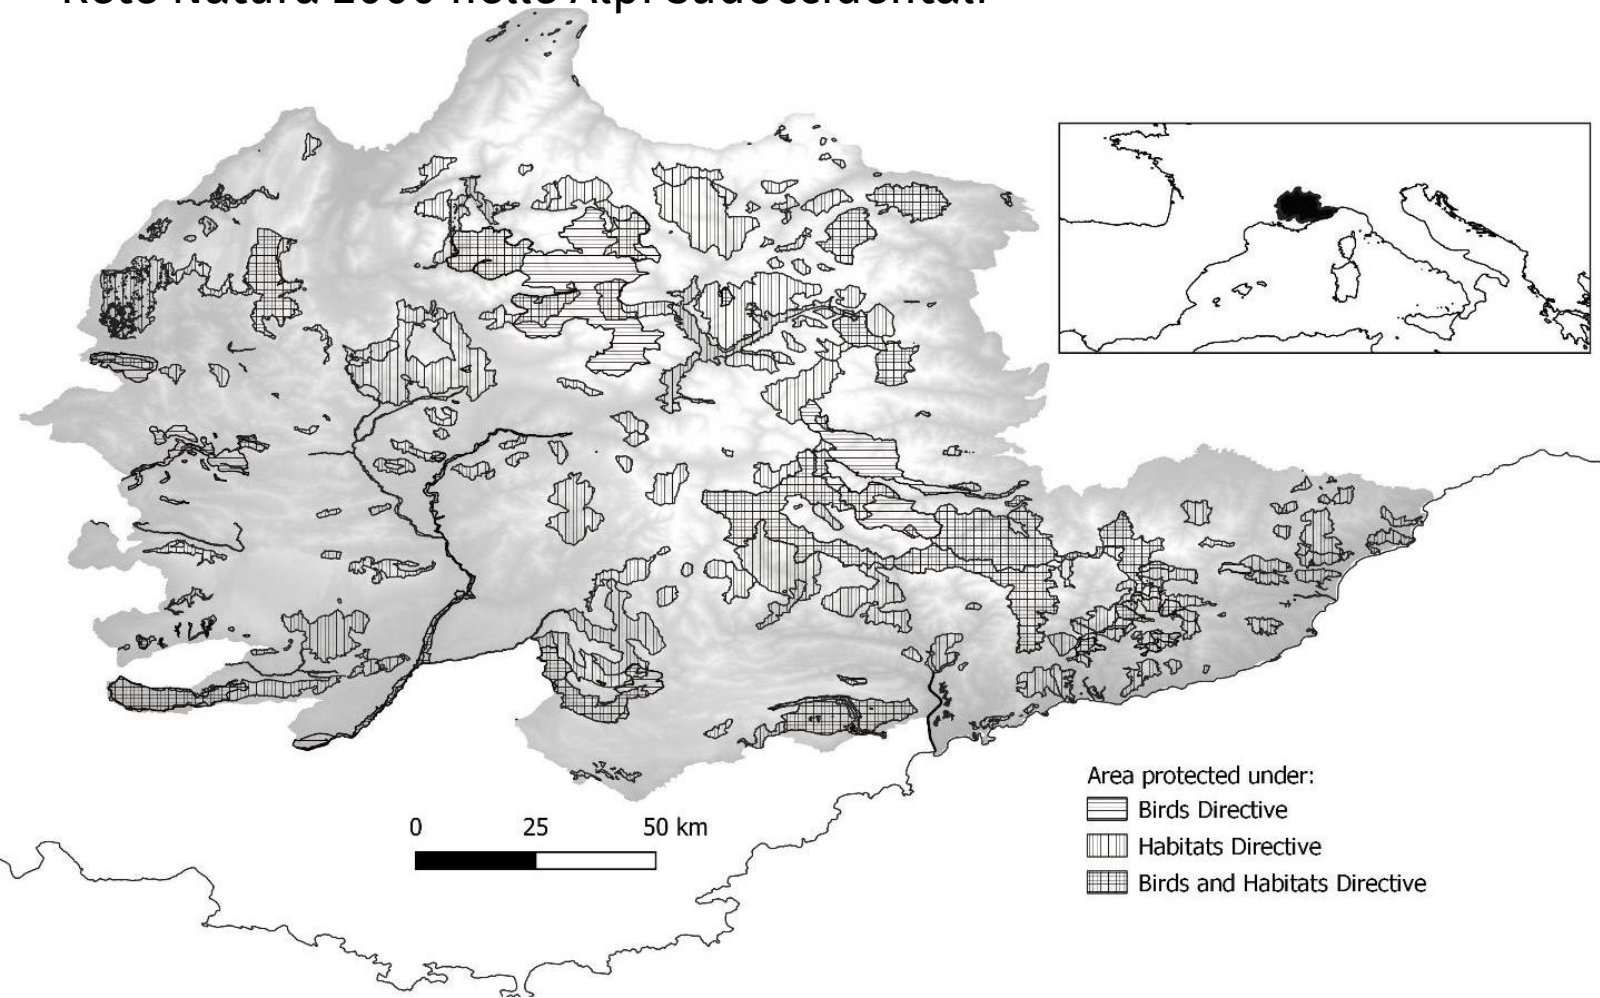 Rete Natura 2000 nelle Alpi Sudoccidentali
Area protected under:
Birds Directive
Habitats Directive
Birds and Habitats Directive
0 25 50 km